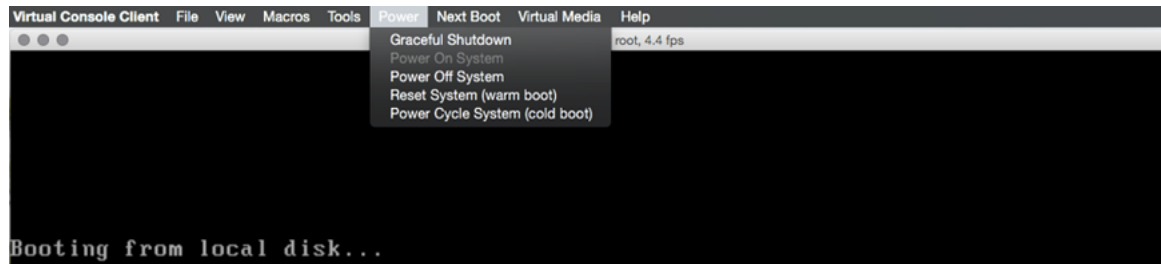 Virtual Console Client File View Macros Tools Power Next Boot Virtual Media Help
root, 4.4 fps
Graceful Shutdown
Power On System
Power Off System
Reset System (warm boot)
Power Cycle System (cold boot)
Booting from local disk...